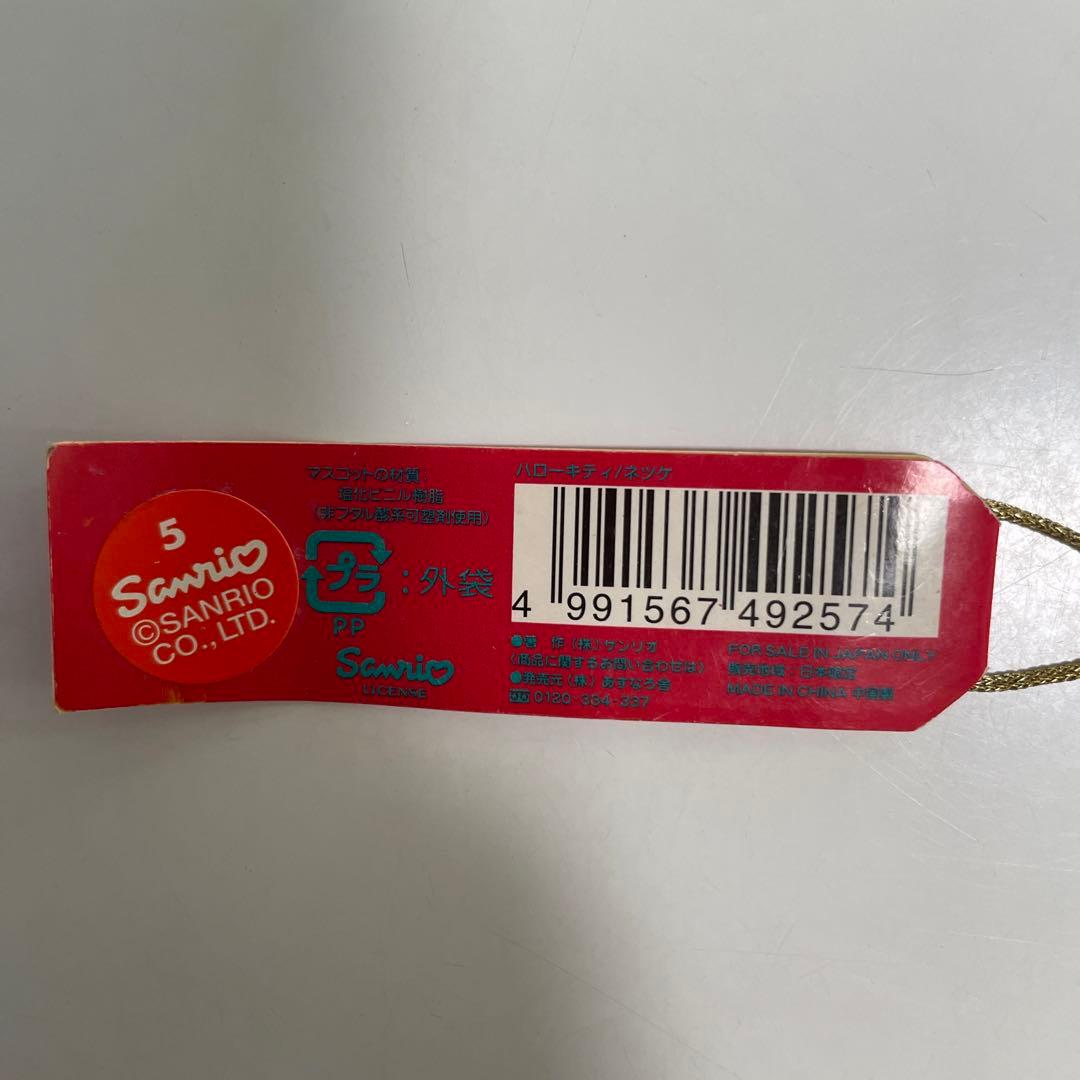 5
Sanrio
©SANRIO
CO., LTD.
マスコットの材質:
塩化ビニル樹脂
(非フタル酸系可塑剤使用)
プラ
:外袋
PP
Sanrio
LICENSE
ハローキティ/ネツケ
4 991567 492574
●著 作(株)サンリオ
(商品に関するお問い合わせは)
●発売元(株)あすなろ舎
0120-334-337
FOR SALE IN JAPAN ONLY
販売地域:日本限定
MADE IN CHINA 中国製